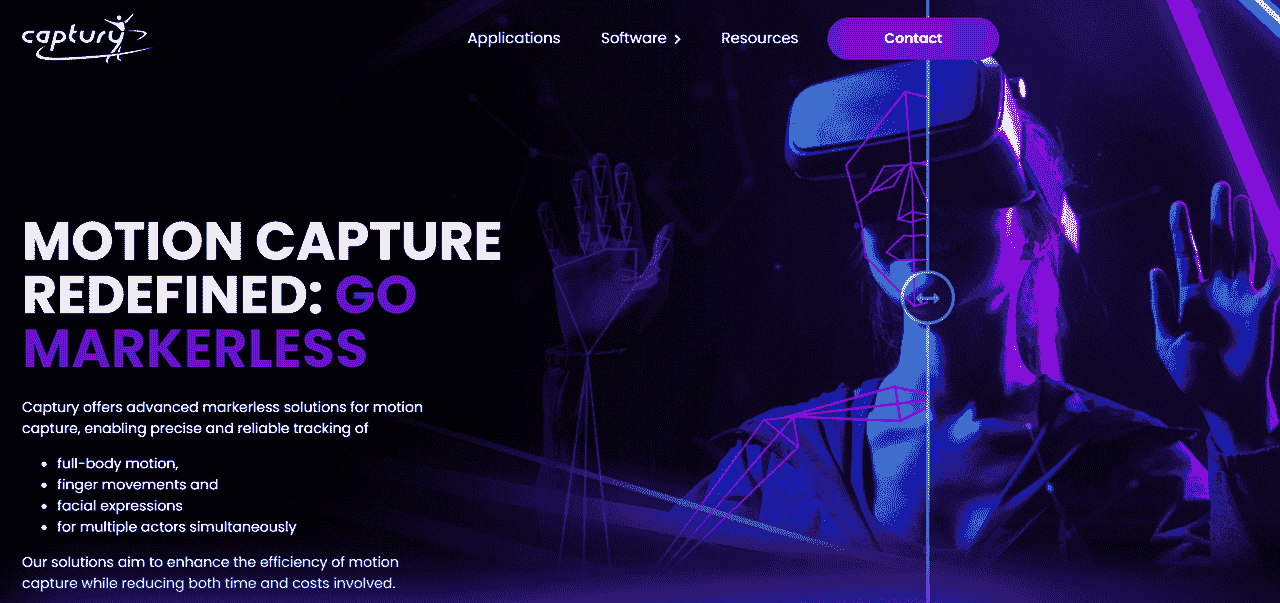 captury
Applications
Software
Resources
Contact
MOTION CAPTURE
REDEFINED: GO
MARKERLESS
Captury offers advanced markerless solutions for motion
capture, enabling precise and reliable tracking of
• full-body motion,
• finger movements and
• facial expressions
• for multiple actors simultaneously
Our solutions aim to enhance the efficiency of motion
capture while reducing both time and costs involved.